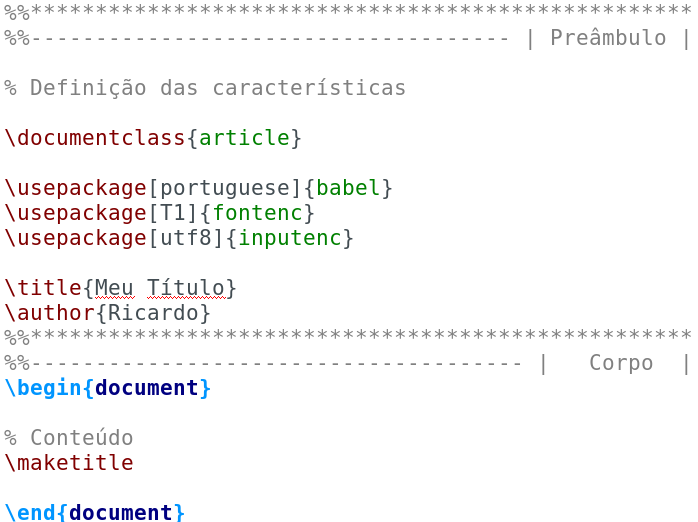 %%***************************************************
%%------------------------------------- | Preâmbulo |
% Definição das características
\documentclass{article}
\usepackage[portuguese]{babel}
\usepackage[T1]{fontenc}
\usepackage[utf8]{inputenc}
\title{Meu Título}
\author{Ricardo}
%%***************************************************
%%-------------------------------------- |   Corpo  |
\begin{document}
% Conteúdo
\maketitle
\end{document}